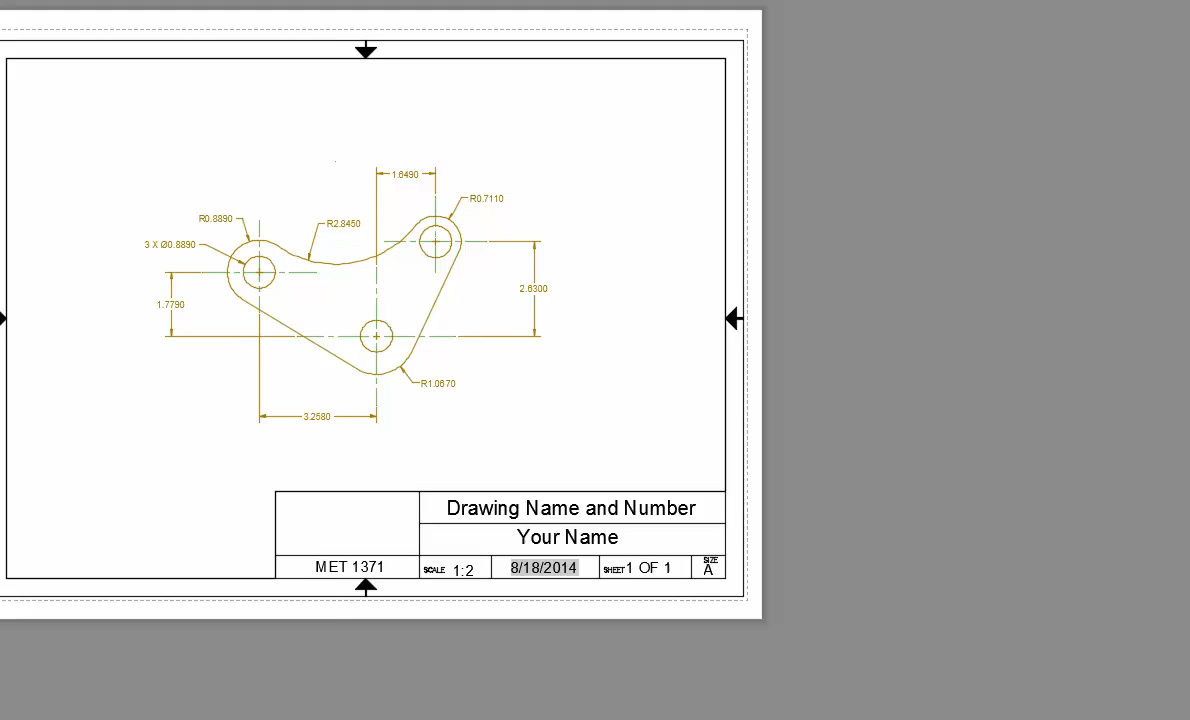 1.6490
R0.7110
R0.8890
R2.8450
3 X Ø0.8890
2.6300
1.7790
R1.0670
3.2580
Drawing Name and Number
Your Name
MET 1371
SCALE 1:2
8/18/2014
SHEET 1 OF 1
SIZE
A